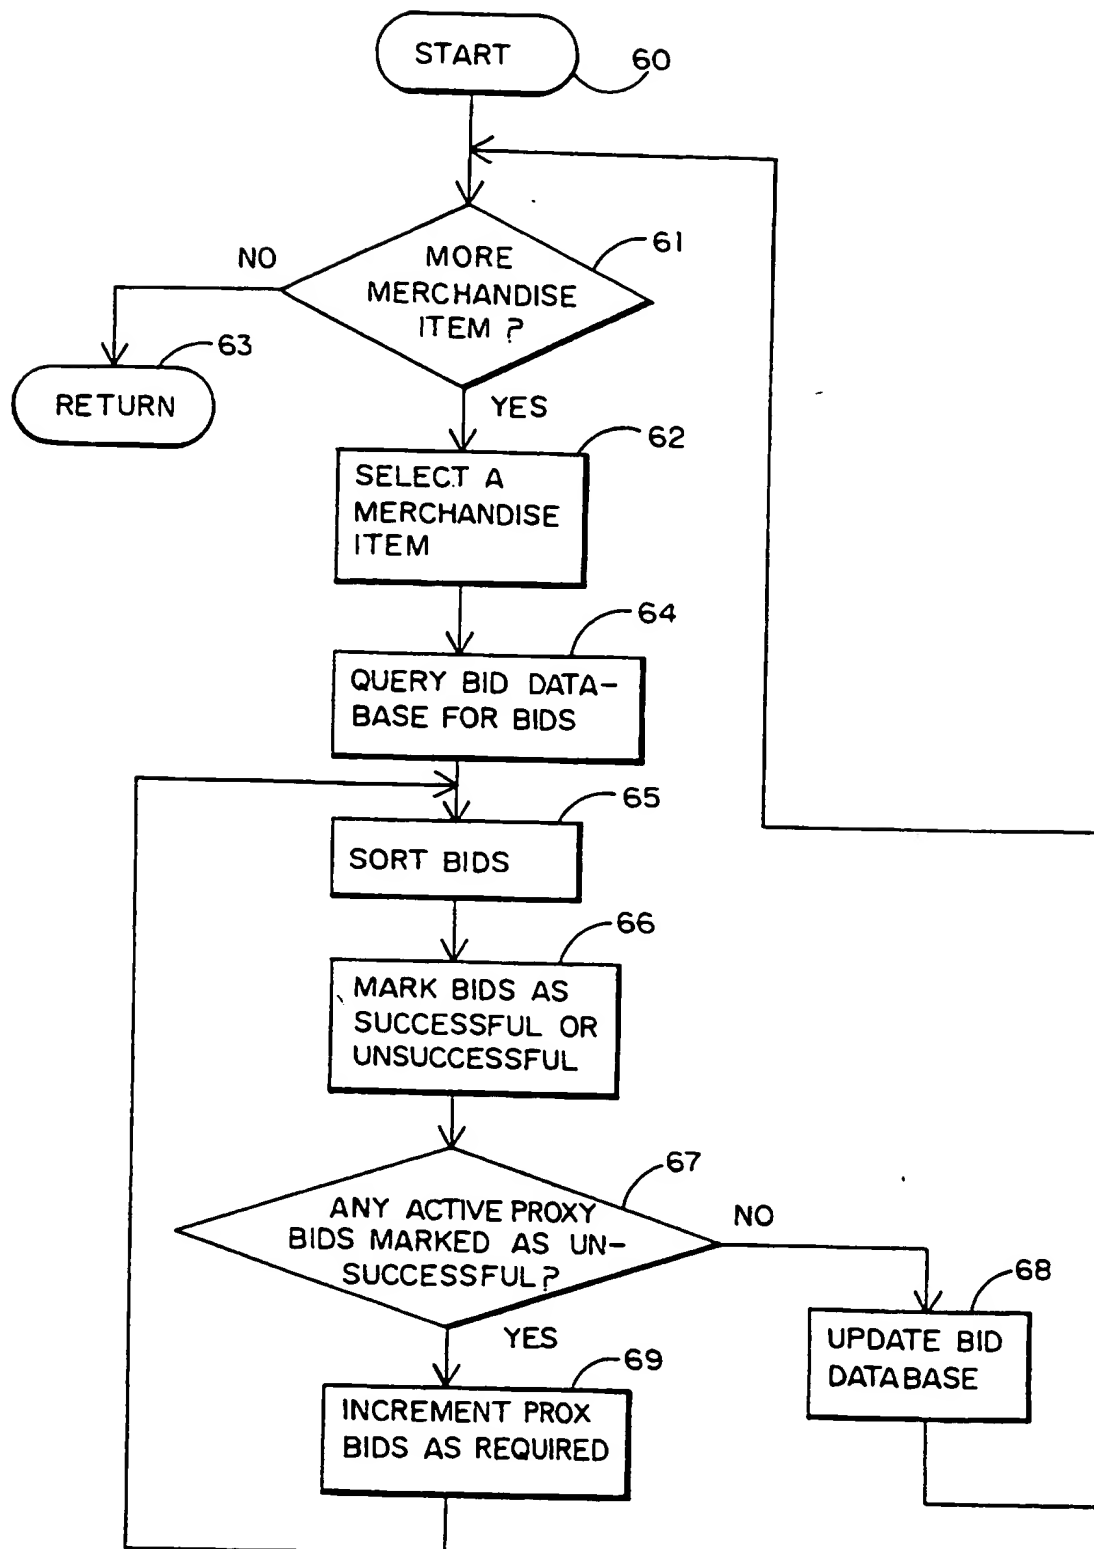 START
60
MORE
MERCHANDISE
ITEM ?
61
NO
RETURN
63
YES
SELECT A
MERCHANDISE
ITEM
62
QUERY BID DATA-
BASE FOR BIDS
64
SORT BIDS
65
MARK BIDS AS
SUCCESSFUL OR
UNSUCCESSFUL
66
ANY ACTIVE PROXY
BIDS MARKED AS UN-
SUCCESSFUL?
67
NO
UPDATE BID
DATABASE
68
YES
INCREMENT PROX
BIDS AS REQUIRED
69